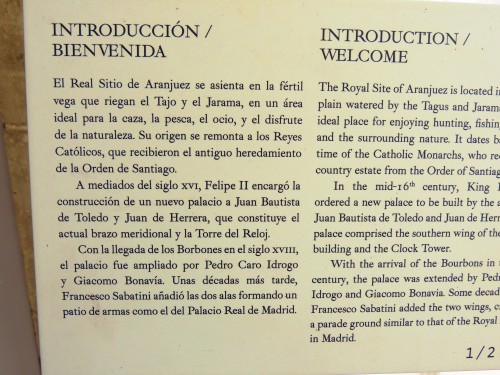 INTRODUCCIÓN /
BIENVENIDA
El Real Sitio de Aranjuez se asienta en la fértil
vega que riegan el Tajo y el Jarama, en un área
ideal para la caza, la pesca, el ocio, y el disfrute
de la naturaleza. Su origen se remonta a los Reyes
Católicos, que recibieron el antiguo heredamiento
de la Orden de Santiago.
A mediados del siglo XVI, Felipe II encargó la
construcción de un nuevo palacio a Juan Bautista
de Toledo y Juan de Herrera, que constituye el
actual brazo meridional y la Torre del Reloj.
Con la llegada de los Borbones en el siglo XVIII,
el palacio fue ampliado por Pedro Caro Idrogo
y Giacomo Bonavía. Unas décadas más tarde,
Francesco Sabatini añadió las dos alas formando un
patio de armas como el del Palacio Real de Madrid.
INTRODUCTION /
WELCOME
The Royal Site of Aranjuez is located
plain watered by the Tagus and Jarama
ideal place for enjoying hunting,
and the surrounding nature. It dates
time of the Catholic Monarchs, who
country estate from the Order of
In the mid-16th century, King
ordered a new palace to be built by the
Juan Bautista de Toledo and Juan de
palace comprised the southern wing of the
building and the Clock Tower.
With the arrival of the Bourbons in
century, the palace was extended by
Idrogo and Giacomo Bonavia. Some
Francesco Sabatini added the two wings,
a parade ground similar to that of the Royal
in Madrid.
1/2